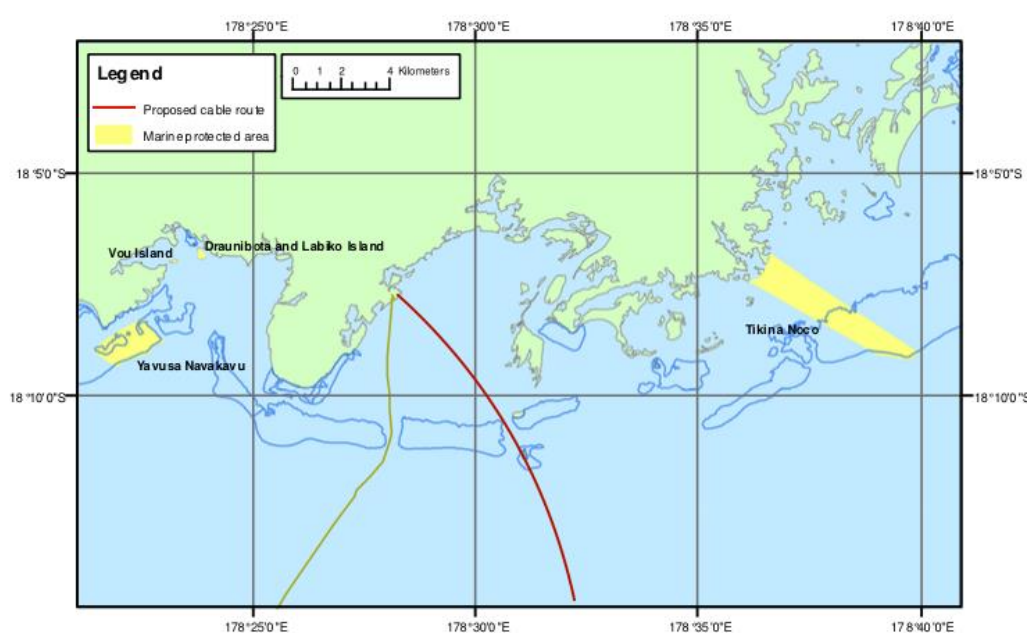 178°25'0"E
178°30'0"E
178°35'0"E
178°40'0"E
Legend
Proposed cable route
Marine protected area
0 1 2 4 Kilometers
18°5'0"S
18°5'0"S
Vou Island
Draunibota and Labiko Island
Tikina Noco
Yavusa Navakavu
18°10'0"S
18°10'0"S
178°25'0"E
178°30'0"E
178°35'0"E
178°40'0"E